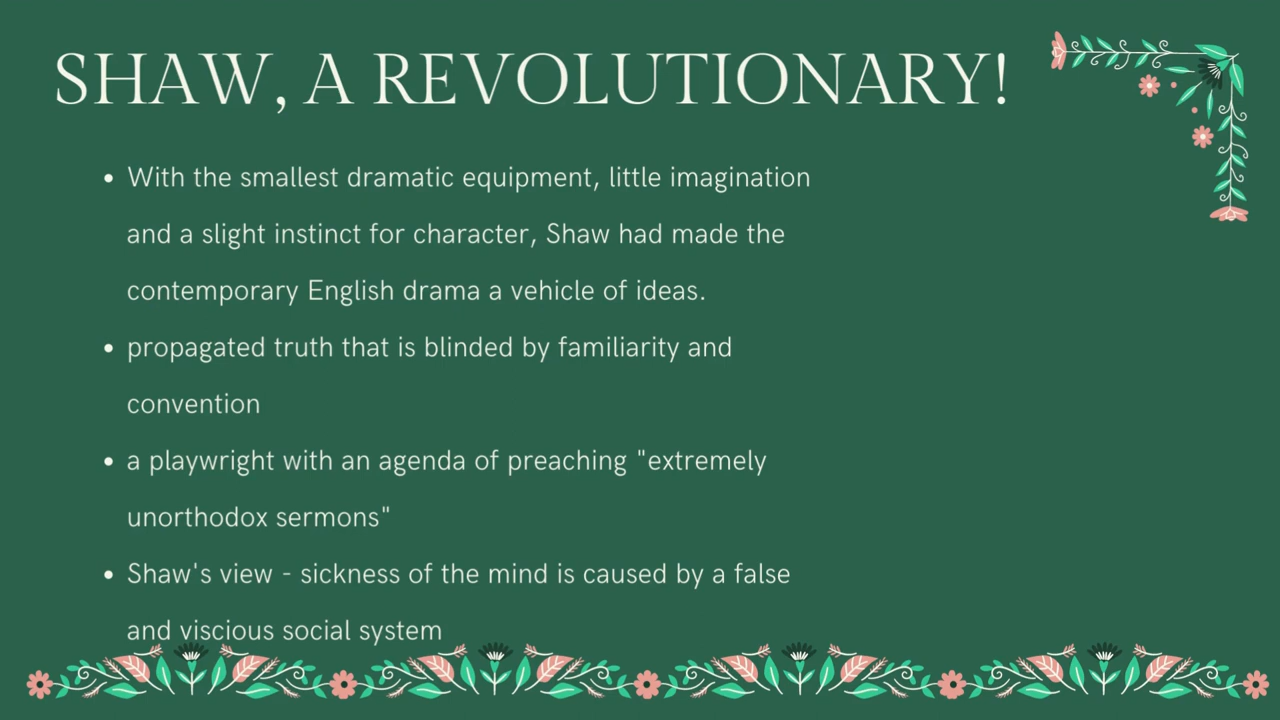 SHAW, A REVOLUTIONARY!
• With the smallest dramatic equipment, little imagination
and a slight instinct for character, Shaw had made the
contemporary English drama a vehicle of ideas.
• propagated truth that is blinded by familiarity and
convention
• a playwright with an agenda of preaching "extremely
unorthodox sermons"
• Shaw's view - sickness of the mind is caused by a false
and viscious social system